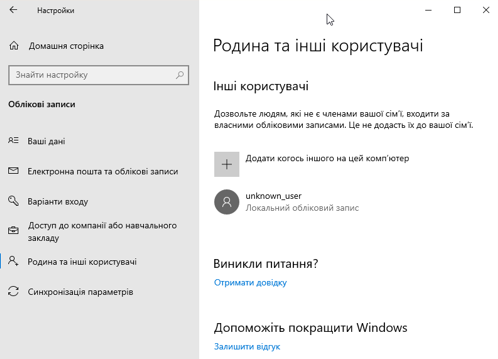 Настройки
Домашня сторінка
Знайти настройку
Облікові записи
Ваші дані
Електронна пошта та облікові записи
Варіанти входу
Доступ до компанії або навчального
закладу
Родина та інші користувачі
Синхронізація параметрів
Родина та інші користувачі
Інші користувачі
Дозвольте людям, які не є членами вашої сім’ї, входити за
власними обліковими записами. Це не додасть їх до вашої сім’ї.
Додати когось іншого на цей комп’ютер
unknown_user
Локальний обліковий запис
Виникли питання?
Отримати довідку
Допоможіть покращити Windows
Залишити відгук